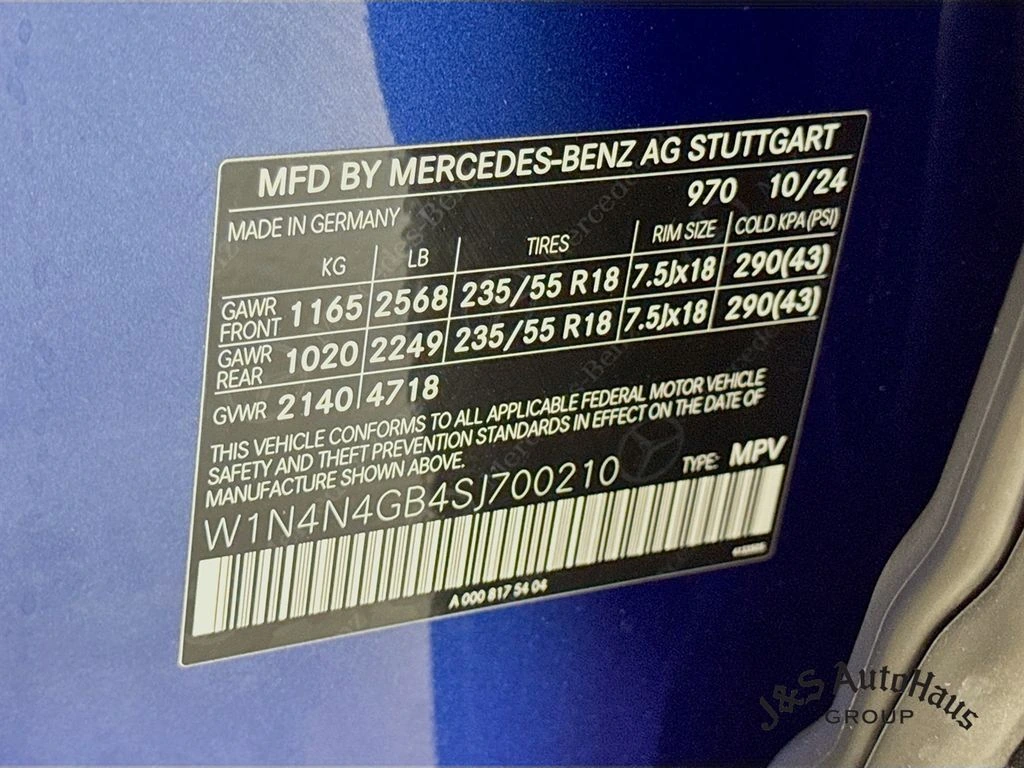 MFD BY MERCEDES-BENZ AG STUTTGART
970 10/24
MADE IN GERMANY
KG LB TIRES RIM SIZE COLD KPA(PSI)
GAWR FRONT 1165 2568 235/55 R18 7.5Jx18 290(43)
GAWR REAR 1020 2249 235/55 R18 7.5Jx18 290(43)
GVWR 2140 4718
THIS VEHICLE CONFORMS TO ALL APPLICABLE FEDERAL MOTOR VEHICLE
SAFETY AND THEFT PREVENTION STANDARDS IN EFFECT ON THE DATE OF
MANUFACTURE SHOWN ABOVE.
TYPE: MPV
W1N4N4GB4SJ700210
A 000 817 54 04
J&S AutoHaus
GROUP